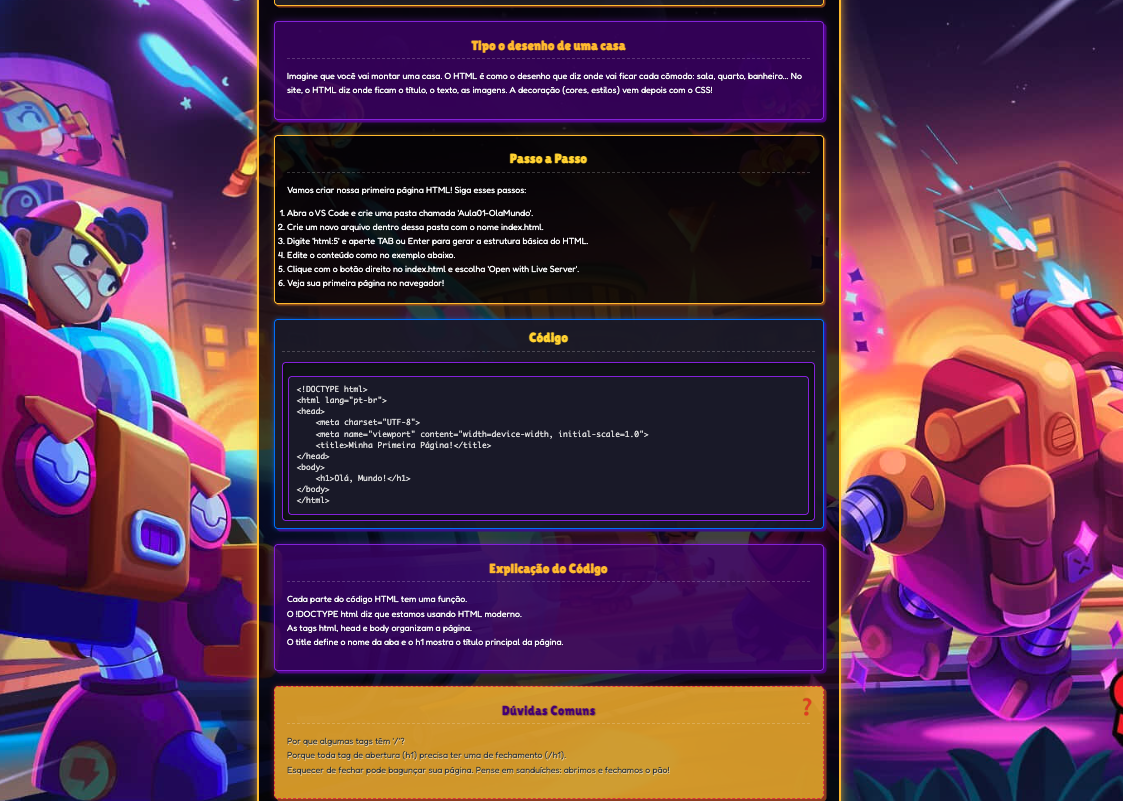 Tipo o desenho de uma casa
Imagine que você vai montar uma casa. O HTML é como o desenho que diz onde vai ficar cada cômodo: sala, quarto, banheiro... No
site, o HTML diz onde ficam o título, o texto, as imagens. A decoração (cores, estilos) vem depois com o CSS!
Passo a Passo
Vamos criar nossa primeira página HTML! Siga esses passos:
1. Abra o VS Code e crie uma pasta chamada 'Aula01-OlaMundo'.
2. Crie um novo arquivo dentro dessa pasta com o nome index.html.
3. Digite 'html:5' e aperte TAB ou Enter para gerar a estrutura básica do HTML.
4. Edite o conteúdo como no exemplo abaixo.
5. Clique com o botão direito no index.html e escolha 'Open with Live Server'.
6. Veja sua primeira página no navegador!
Código
<!DOCTYPE html>
<html lang="pt-br">
<head>
    <meta charset="UTF-8">
    <meta name="viewport" content="width=device-width, initial-scale=1.0">
    <title>Minha Primeira Página!</title>
</head>
<body>
    <h1>Olá, Mundo!</h1>
</body>
</html>
Explicação do Código
Cada parte do código HTML tem uma função.
O !DOCTYPE html diz que estamos usando HTML moderno.
As tags html, head e body organizam a página.
O title define o nome da aba e o h1 mostra o título principal da página.
Dúvidas Comuns
❓
Por que algumas tags têm '/'?
Porque toda tag de abertura (h1) precisa ter uma de fechamento (/h1).
Esquecer de fechar pode bagunçar sua página. Pense em sanduíches: abrimos e fechamos o pão!